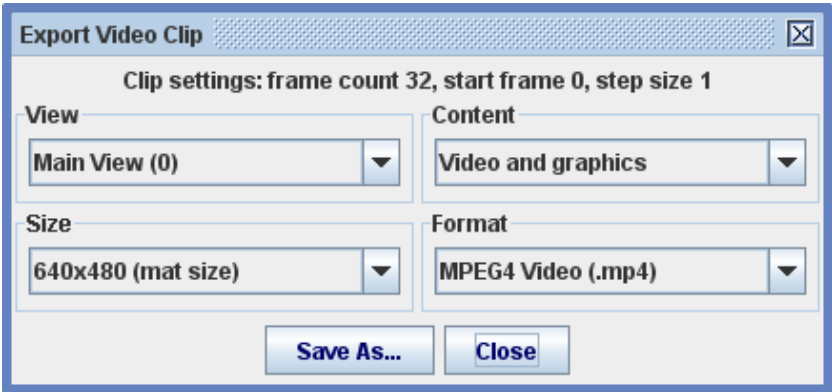 Export Video Clip
Clip settings: frame count 32, start frame 0, step size 1
View
Content
Main View (0)
Video and graphics
Size
Format
640x480 (mat size)
MPEG4 Video (.mp4)
Save As...
Close